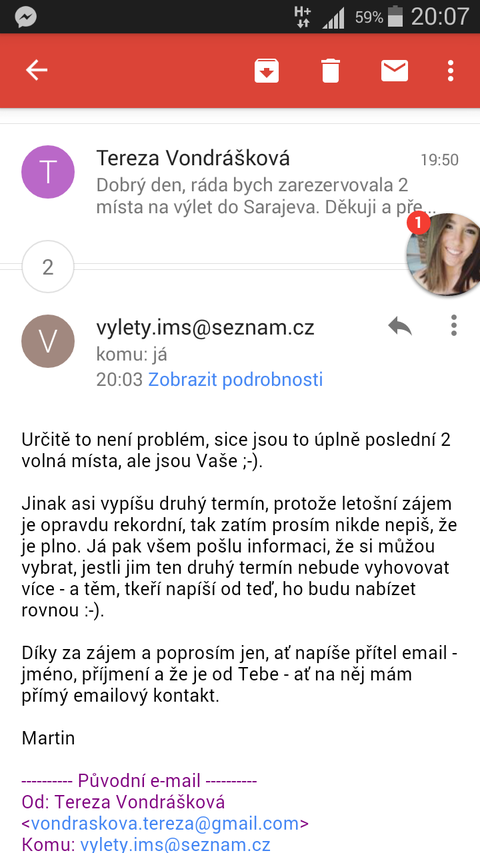 H+ 59% 20:07
T Tereza Vondrášková 19:50
Dobrý den, ráda bych zarezervovala 2
místa na výlet do Sarajeva. Děkuji a pře...
1
2
V vylety.ims@seznam.cz
komu: já
20:03 Zobrazit podrobnosti
Určitě to není problém, sice jsou to úplně poslední 2
volná místa, ale jsou Vaše ;-).
Jinak asi vypíšu druhý termín, protože letošní zájem
je opravdu rekordní, tak zatím prosím nikde nepiš, že
je plno. Já pak všem pošlu informaci, že si můžou
vybrat, jestli jim ten druhý termín nebude vyhovovat
více - a těm, tkeří napíší od teď, ho budu nabízet
rovnou :-).
Díky za zájem a poprosím jen, ať napíše přítel email -
jméno, příjmení a že je od Tebe - ať na něj mám
přímý emailový kontakt.
Martin
---------- Původní e-mail ----------
Od: Tereza Vondrášková
<vondraskova.tereza@gmail.com>
Komu: vylety.ims@seznam.cz